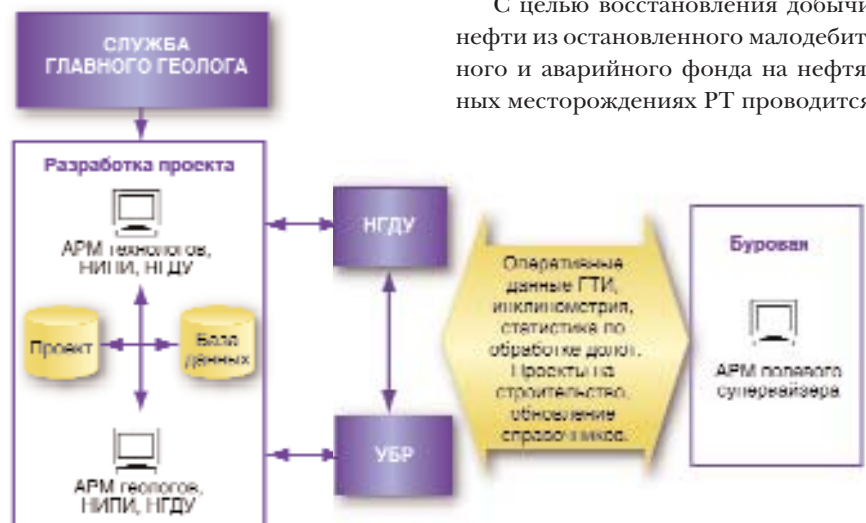 СЛУЖБА
ГЛАВНОГО ГЕОЛОГА
С целью восстановления добычи
нефти из остановленного малодебит
ного и аварийного фонда на нефтя
ных месторождениях РТ проводится
Разработка проекта
АРМ технологов,
НИПИ, НГДУ
Проект
База
данных
АРМ геологов,
НИПИ, НГДУ
НГДУ
УБР
Оперативные
данные ГТИ,
инклинометрия,
статистика по
обработке долот.
Проекты на
строительство,
обновление
справочников.
Буровая
АРМ полевого
супервайзера